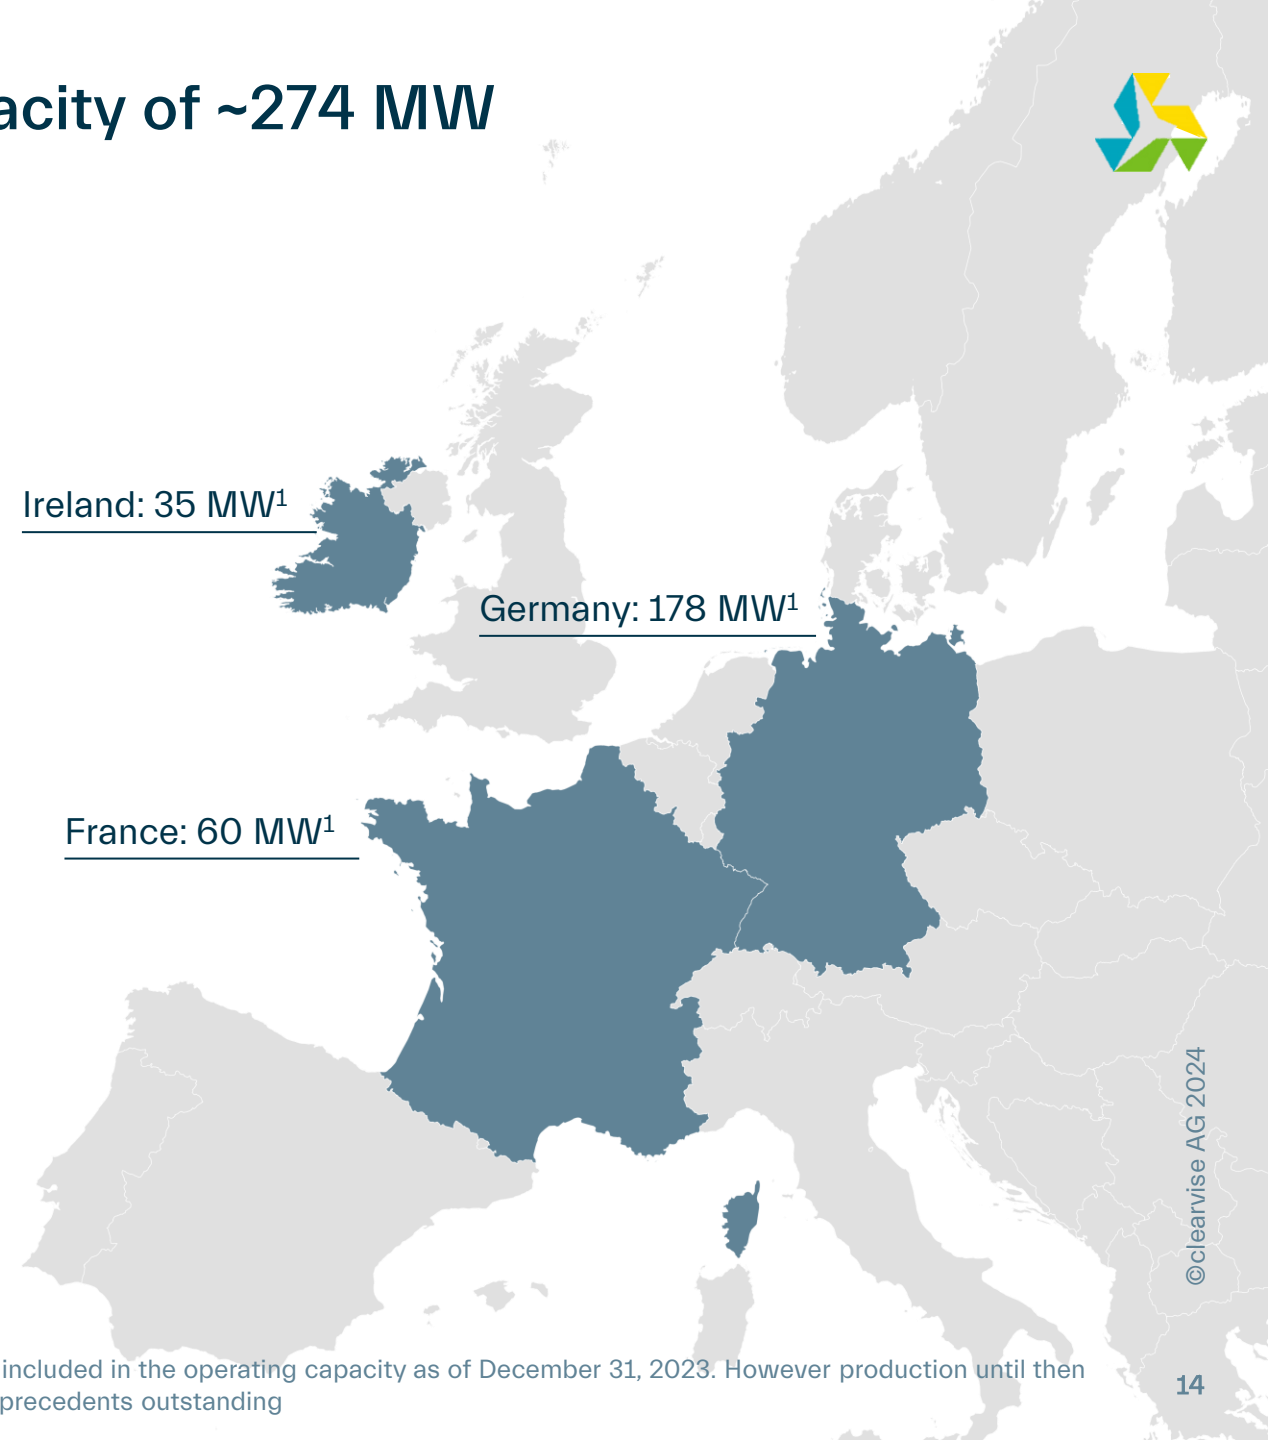 acity of ~274 MW
Ireland: 35 MW¹
Germany: 178 MW¹
France: 60 MW¹
©clearvise AG 2024
included in the operating capacity as of December 31, 2023. However production until then
precedents outstanding
14